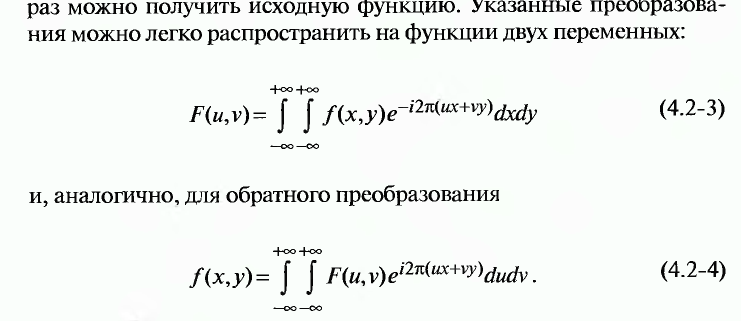 раз можно получить исходную функцию. Указанные преобразова-
ния можно легко распространить на функции двух переменных:
F(u,v)= ∫_{−∞}^{+∞} ∫_{−∞}^{+∞} f(x,y)e^{−i2π(ux+vy)}dxdy (4.2-3)
и, аналогично, для обратного преобразования
f(x,y)= ∫_{−∞}^{+∞} ∫_{−∞}^{+∞} F(u,v)e^{i2π(ux+vy)}dudv. (4.2-4)